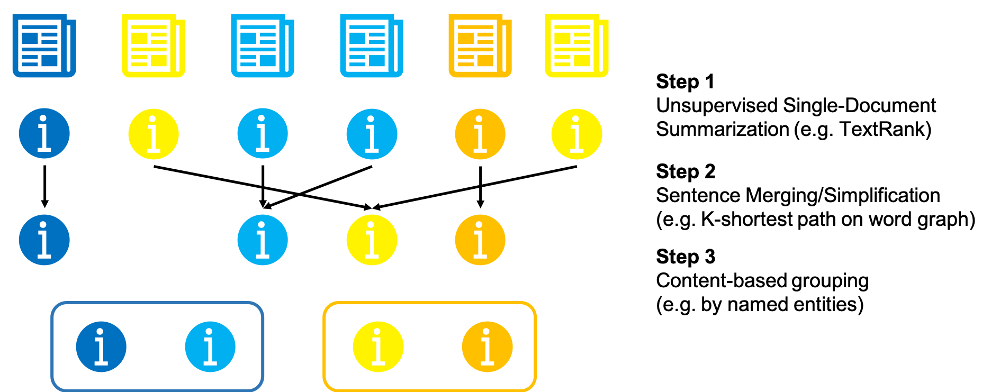 Step 1
Unsupervised Single-Document
Summarization (e.g. TextRank)
Step 2
Sentence Merging/Simplification
(e.g. K-shortest path on word graph)
Step 3
Content-based grouping
(e.g. by named entities)